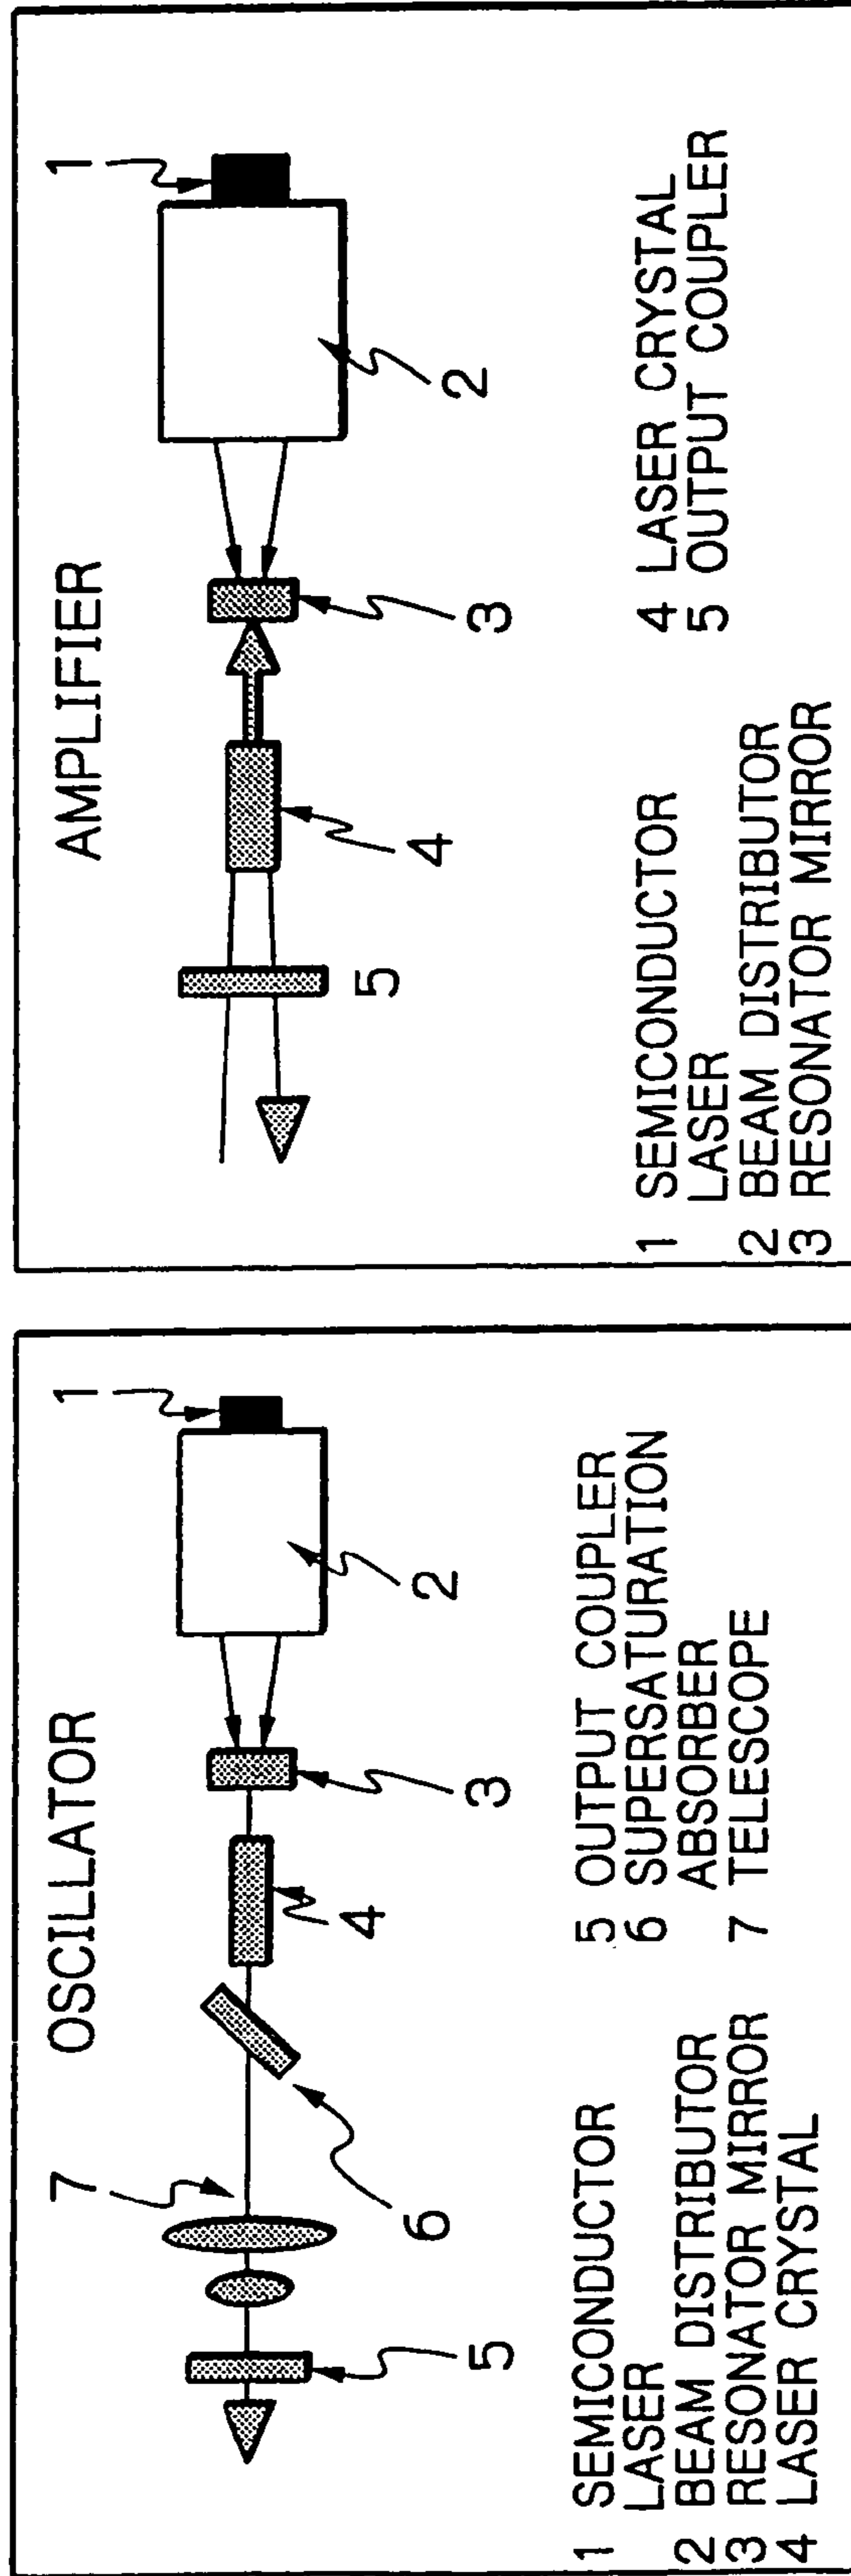 OSCILLATOR
1
2
3
4
7
6
5
1 SEMICONDUCTOR
LASER
2 BEAM DISTRIBUTOR
3 RESONATOR MIRROR
4 LASER CRYSTAL
5 OUTPUT COUPLER
6 SUPERSATURATION
ABSORBER
7 TELESCOPE
AMPLIFIER
1
2
3
4
5
1 SEMICONDUCTOR
LASER
2 BEAM DISTRIBUTOR
3 RESONATOR MIRROR
4 LASER CRYSTAL
5 OUTPUT COUPLER